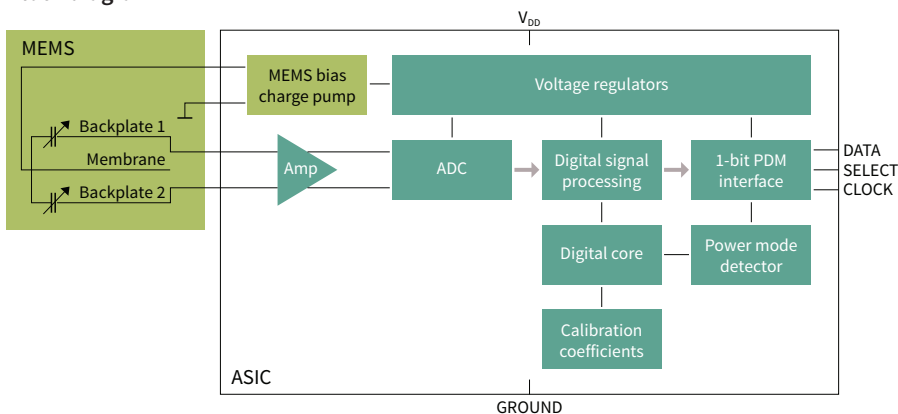 V_DD
MEMS
MEMS bias
charge pump
Voltage regulators
Backplate 1
Membrane
Backplate 2
Amp
ADC
Digital signal
processing
1-bit PDM
interface
DATA
SELECT
CLOCK
Digital core
Power mode
detector
Calibration
coefficients
ASIC
GROUND